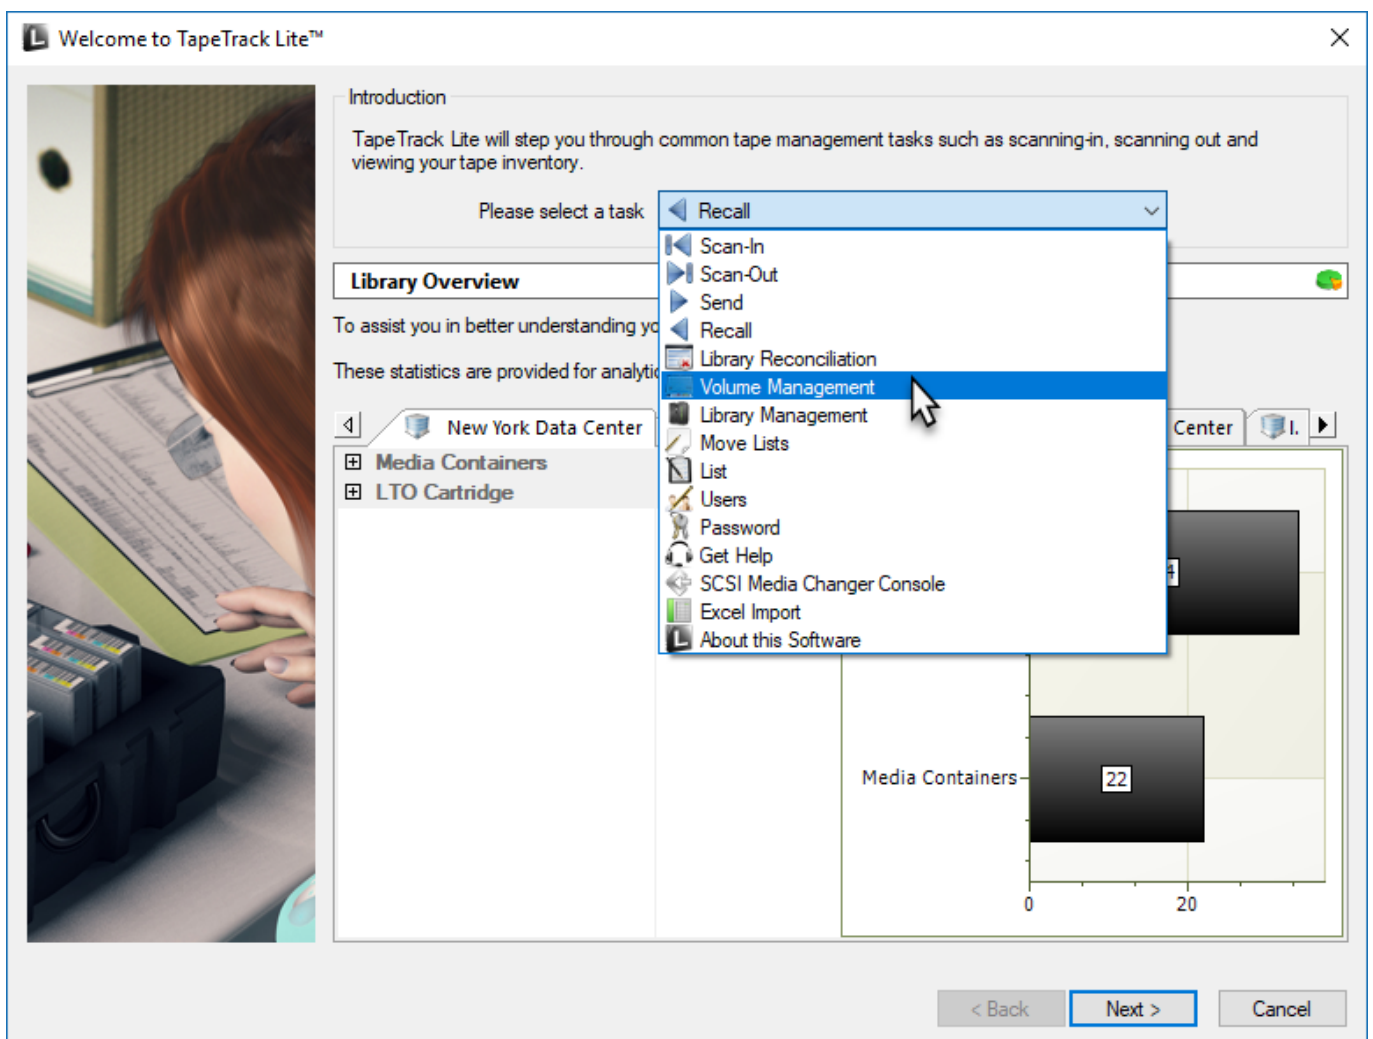 Welcome to TapeTrack Lite™
Introduction
TapeTrack Lite will step you through common tape management tasks such as scanning-in, scanning out and
viewing your tape inventory.
Please select a task
Recall
Scan-In
Scan-Out
Send
Recall
Library Reconciliation
Volume Management
Library Management
Move Lists
List
Users
Password
Get Help
SCSI Media Changer Console
Excel Import
About this Software
Library Overview
To assist you in better understanding
These statistics are provided for
New York Data Center
Center
Media Containers
LTO Cartridge
Media Containers
22
0
20
< Back
Next >
Cancel